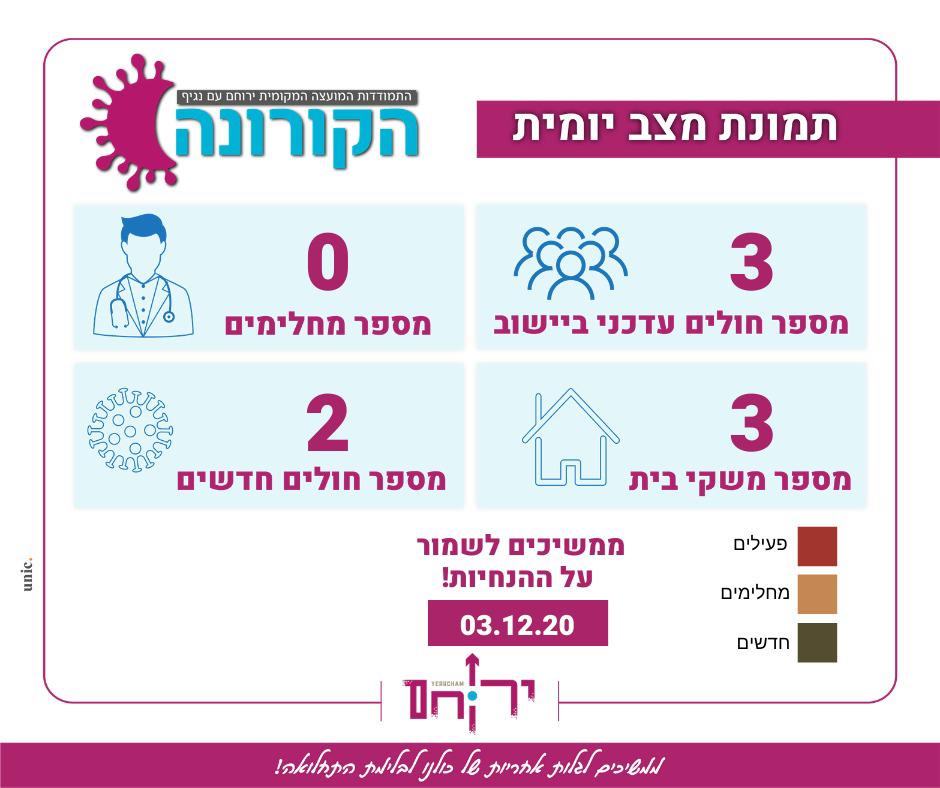 תמונת מצב יומית
התמודדות המועצה המקומית ירוחם עם נגיף
הקורונה
3
מספר חולים עדכני ביישוב
0
מספר מחלימים
3
מספר משקי בית
2
מספר חולים חדשים
פעילים
מחלימים
חדשים
ממשיכים לשמור
על ההנחיות!
03.12.20
YERUCHAM
ירוחם
unic.
ממשיכים לגלות אחריות של כולנו לבלימת התחלואה!